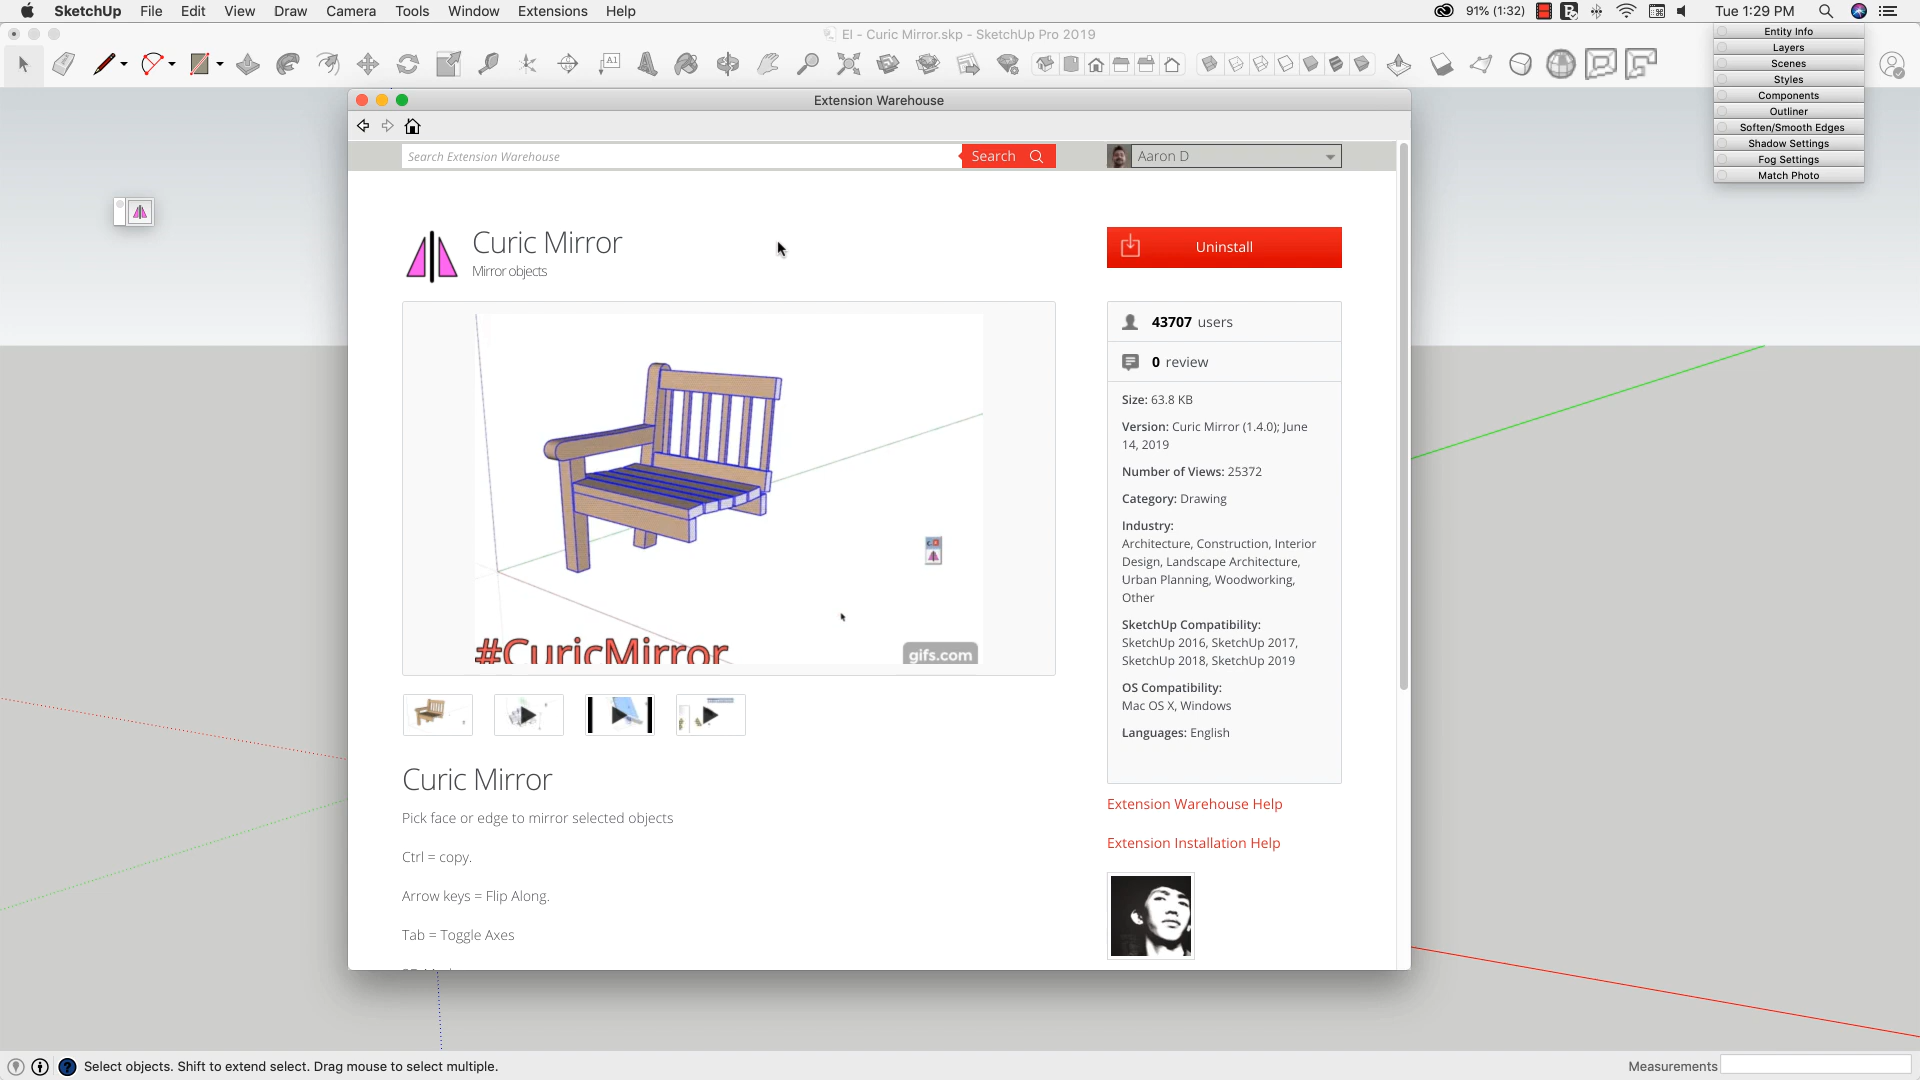 SketchUp File Edit View Draw Camera Tools Window Extensions Help
91% (1:32) Tue 1:29 PM
EI - Curic Mirror.skp - SketchUp Pro 2019
Entity Info
Layers
Scenes
Styles
Components
Outliner
Soften/Smooth Edges
Shadow Settings
Fog Settings
Match Photo
A1
Extension Warehouse
Search Extension Warehouse
Search
Aaron D
Curic Mirror
Mirror objects
Uninstall
43707 users
0 review
Size: 63.8 KB
Version: Curic Mirror (1.4.0); June
14, 2019
Number of Views: 25372
Category: Drawing
Industry:
Architecture, Construction, Interior
Design, Landscape Architecture,
Urban Planning, Woodworking,
Other
SketchUp Compatibility:
SketchUp 2016, SketchUp 2017,
SketchUp 2018, SketchUp 2019
OS Compatibility:
Mac OS X, Windows
Languages: English
#CuricMirror
gifs.com
Curic Mirror
Pick face or edge to mirror selected objects
Ctrl = copy.
Arrow keys = Flip Along.
Tab = Toggle Axes
Extension Warehouse Help
Extension Installation Help
Select objects. Shift to extend select. Drag mouse to select multiple.
Measurements